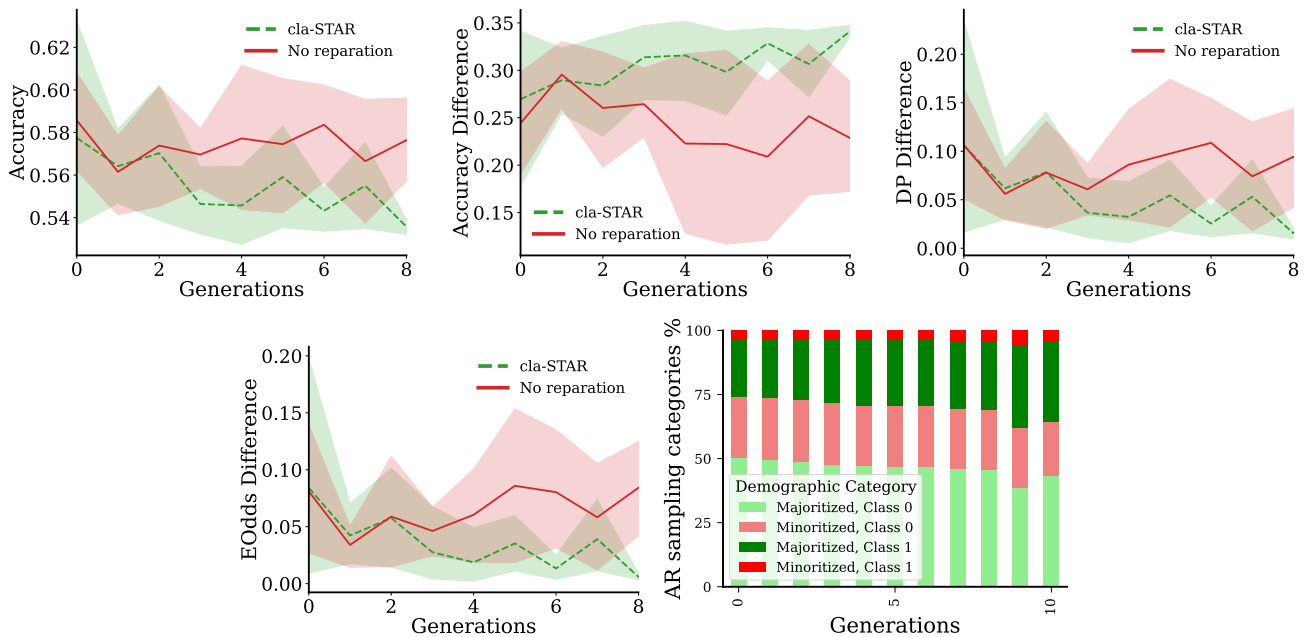 Accuracy
0.62
0.60
0.58
0.56
0.54
cla-STAR
No reparation
0 2 4 6 8
Generations
Accuracy Difference
0.35
0.30
0.25
0.20
0.15
cla-STAR
No reparation
0 2 4 6 8
Generations
DP Difference
0.20
0.15
0.10
0.05
0.00
cla-STAR
No reparation
0 2 4 6 8
Generations
EOdds Difference
0.20
0.15
0.10
0.05
0.00
cla-STAR
No reparation
0 2 4 6 8
Generations
AR sampling categories %
100
75
50
25
0
Demographic Category
Majoritized, Class 0
Minoritized, Class 0
Majoritized, Class 1
Minoritized, Class 1
0 5 10
Generations